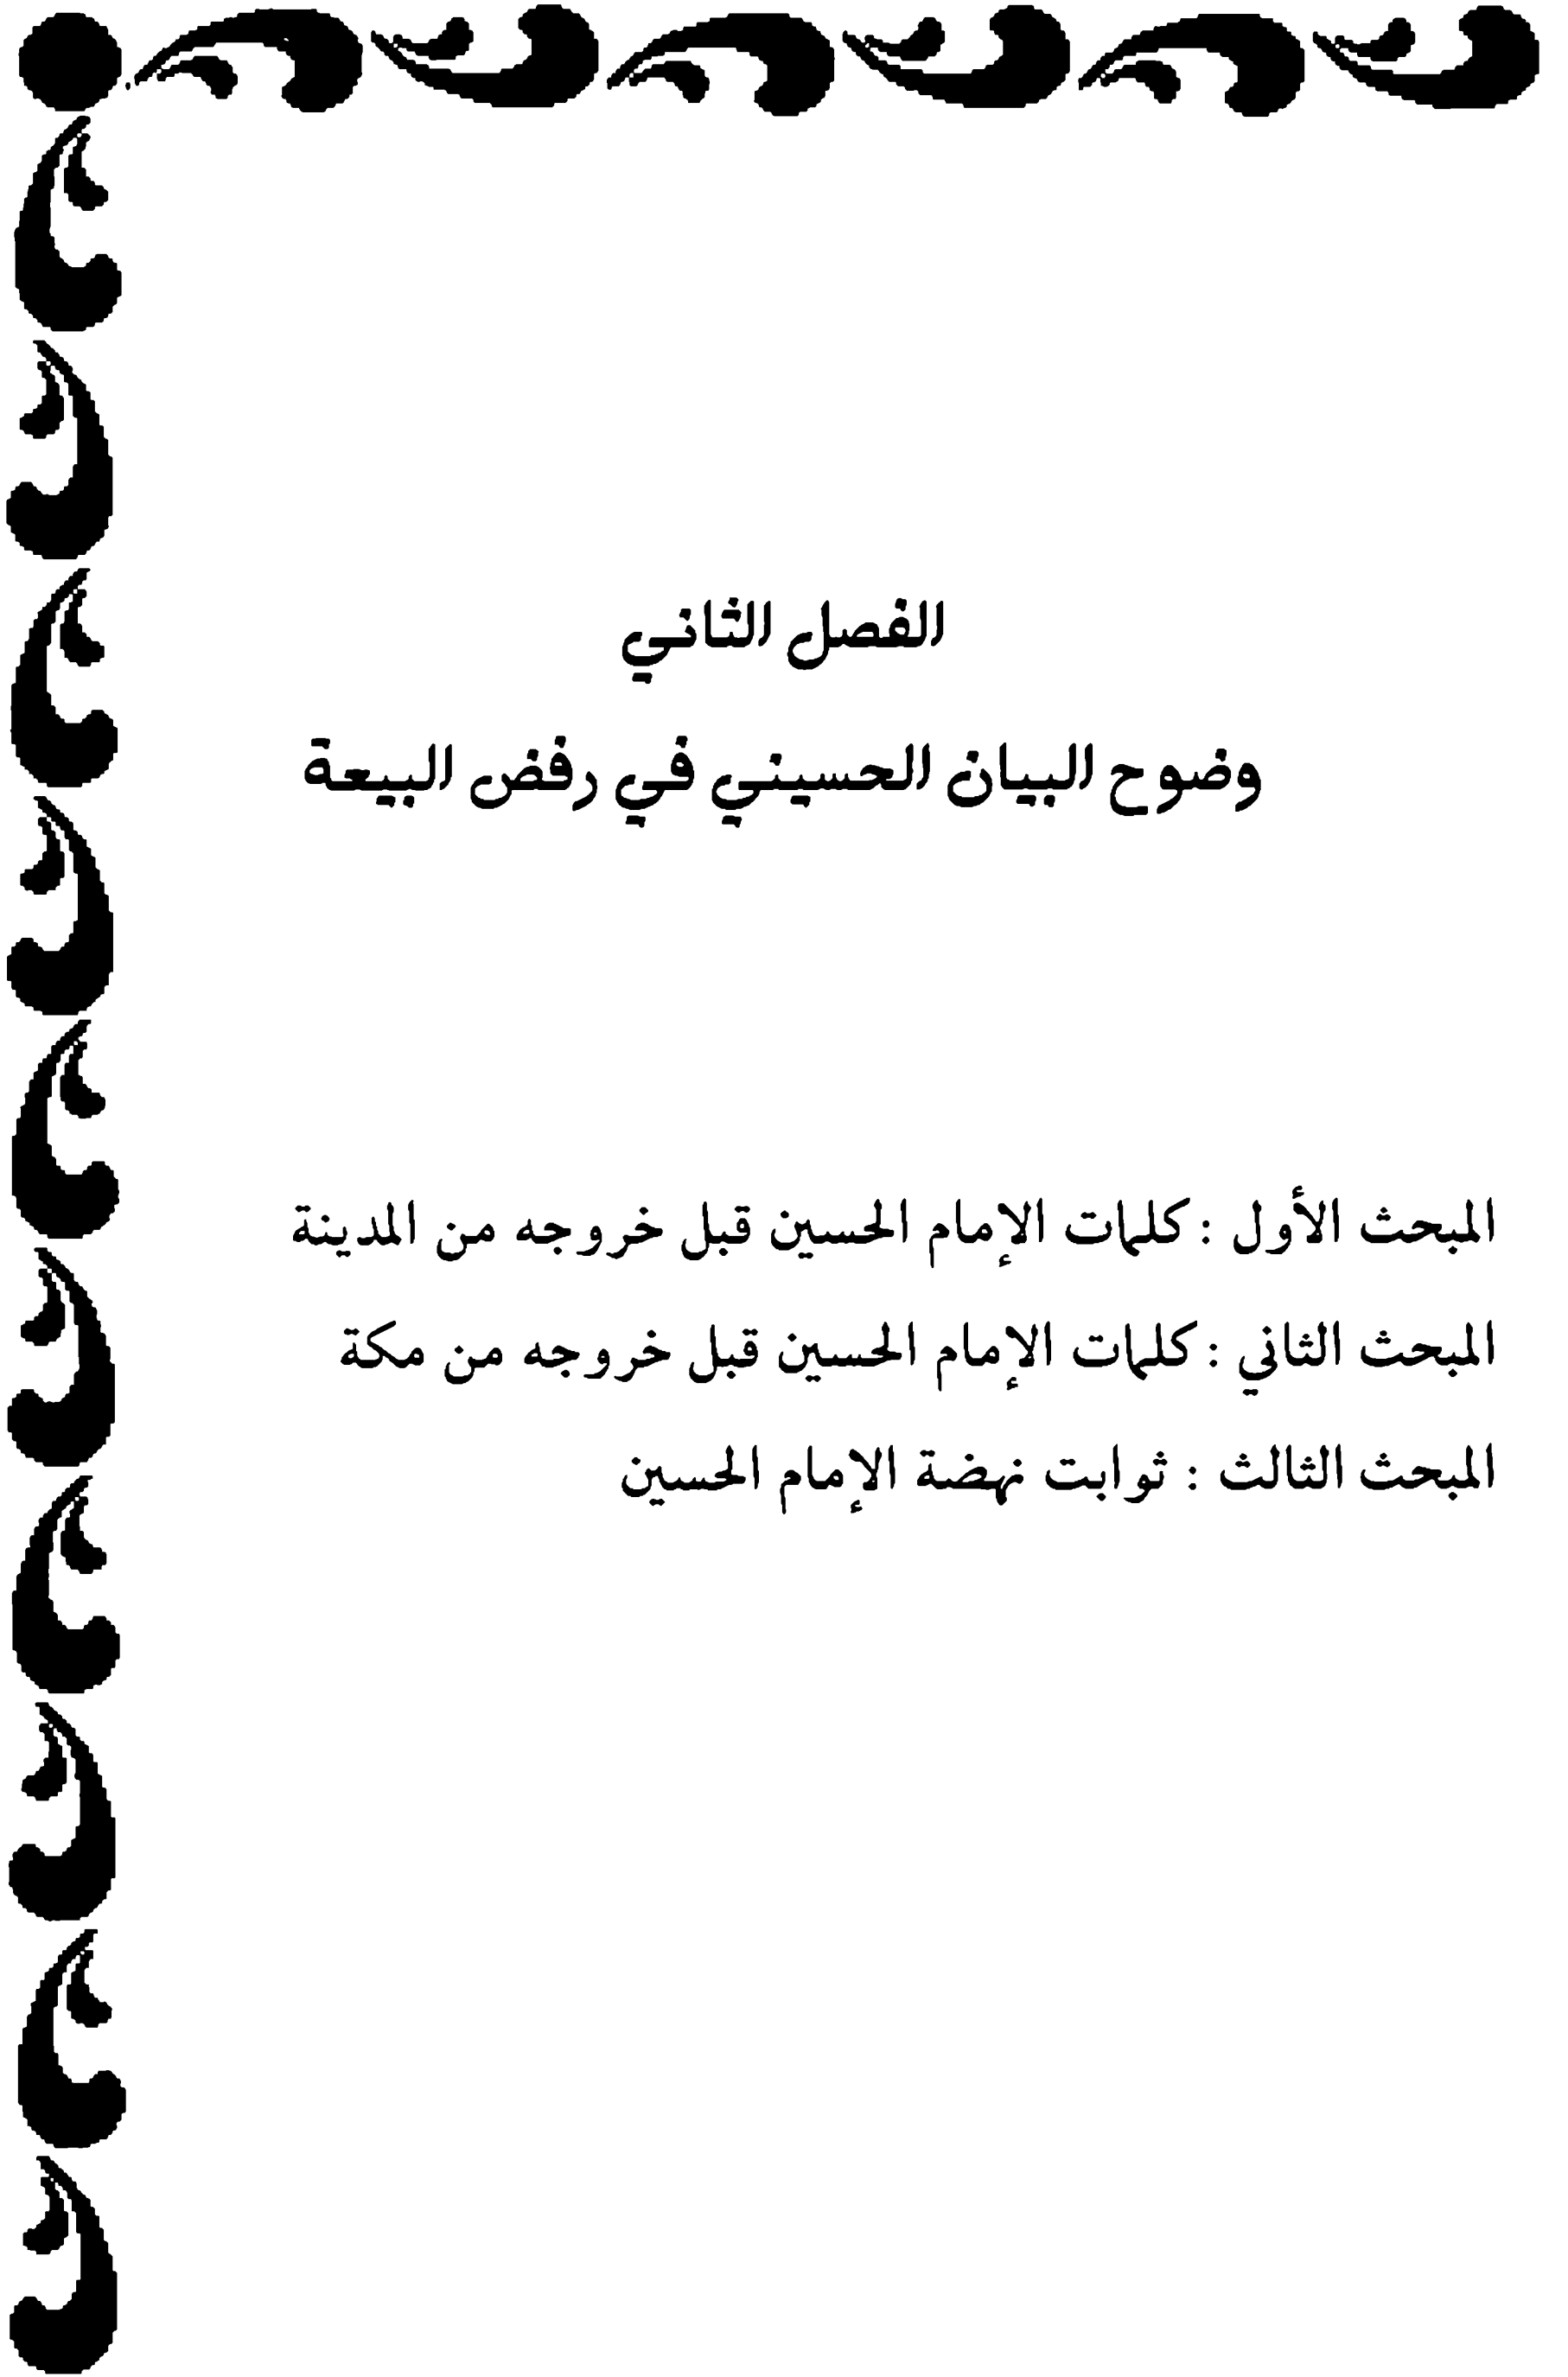 الفصل الثاني
وضوح البيان الحسيني في رفض البيعة
المبحث الأول : كلمات الإمام الحسين قبل خروجه من المدينة
المبحث الثاني : كلمات الإمام الحسين قبل خروجه من مكة
المبحث الثالث : ثوابت نهضة الإمام الحسين